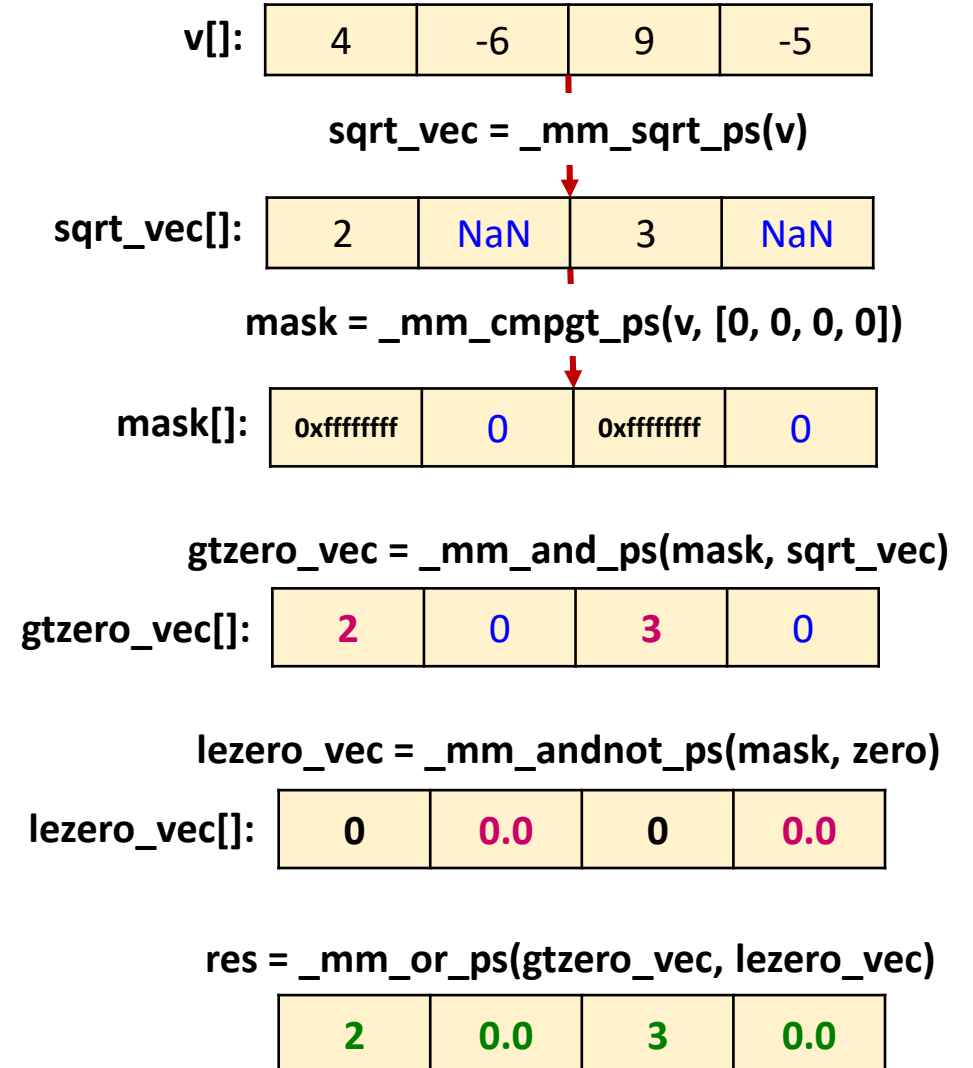 v[]: 4 -6 9 -5
sqrt_vec = _mm_sqrt_ps(v)
sqrt_vec[]: 2 NaN 3 NaN
mask = _mm_cmpgt_ps(v, [0, 0, 0, 0])
mask[]: 0xffffffff 0 0xffffffff 0
gtzero_vec = _mm_and_ps(mask, sqrt_vec)
gtzero_vec[]: 2 0 3 0
lezero_vec = _mm_andnot_ps(mask, zero)
lezero_vec[]: 0 0.0 0 0.0
res = _mm_or_ps(gtzero_vec, lezero_vec)
2 0.0 3 0.0